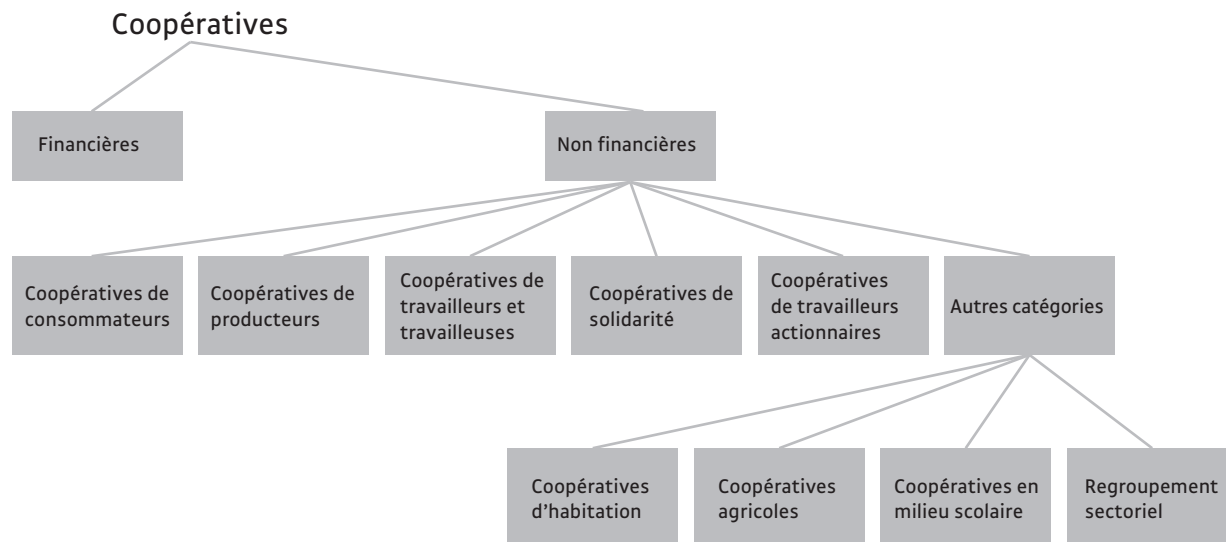 Coopératives
Financières
Non financières
Coopératives de
consommateurs
Coopératives de
producteurs
Coopératives de
travailleurs et
travailleuses
Coopératives de
solidarité
Coopératives
de travailleurs
actionnaires
Autres catégories
Coopératives
d'habitation
Coopératives
agricoles
Coopératives en
milieu scolaire
Regroupement
sectoriel